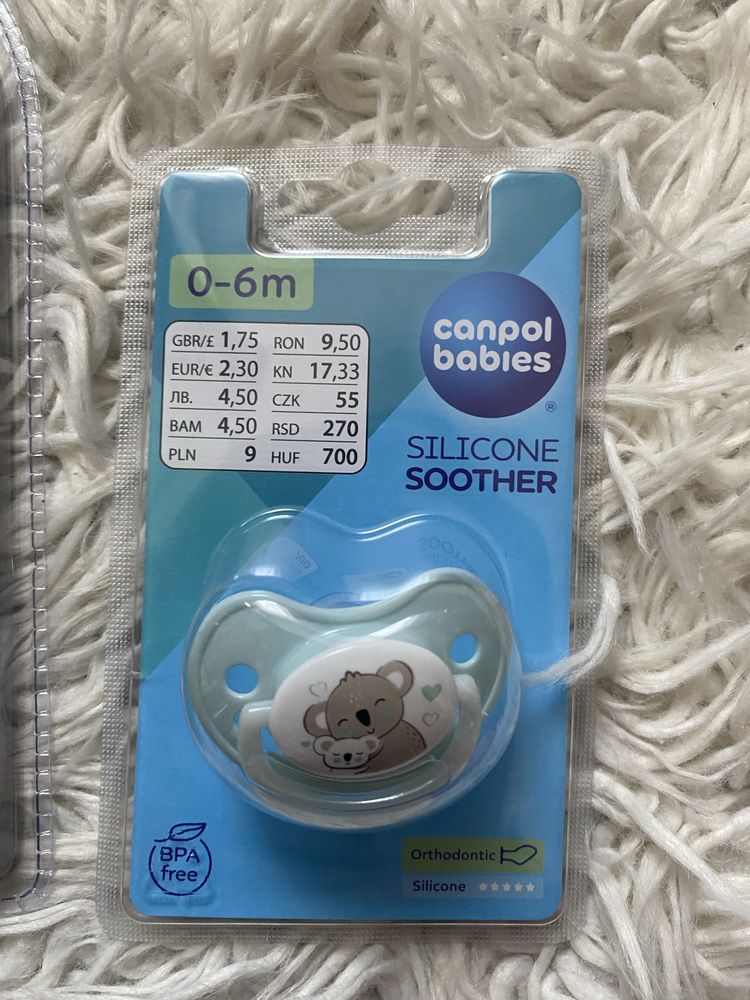 0-6m
GBR/£ 1,75 RON 9,50
EUR/€ 2,30 KN 17,33
ЛВ. 4,50 CZK 55
BAM 4,50 RSD 270
PLN 9 HUF 700
canpol
babies
®
SILICONE
SOOTHER
BPA
free
Orthodontic
Silicone